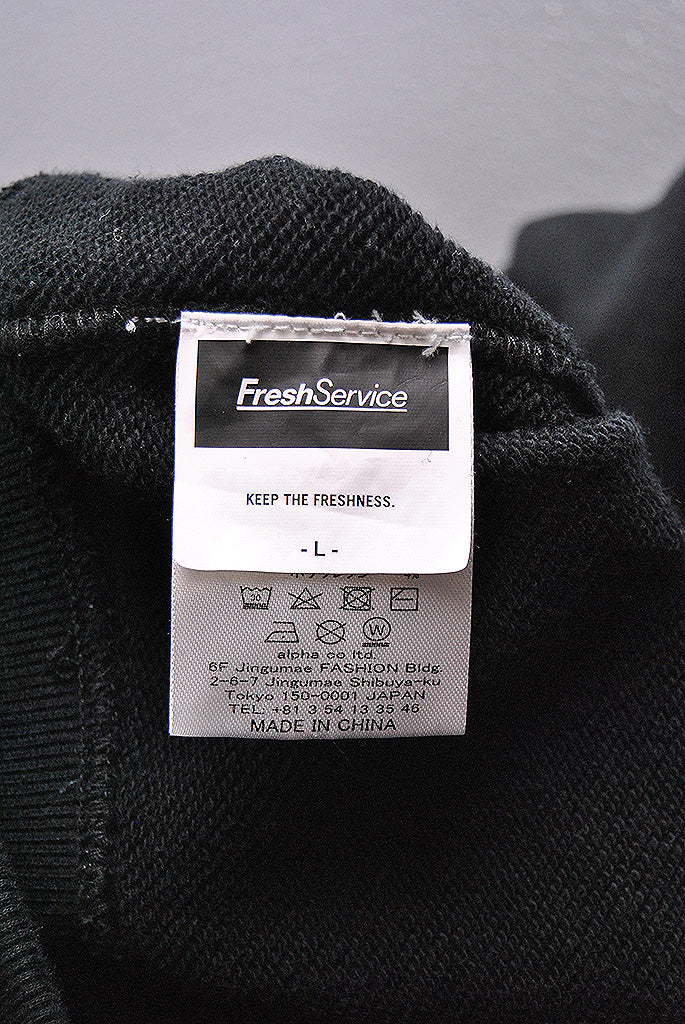 FreshService
KEEP THE FRESHNESS.
- L -
30
W
alpha co ltd.
6F Jingumae FASHION Bldg.
2-6-7 Jingumae Shibuya-ku
Tokyo 150-0001 JAPAN
TEL: +81 3 54 13 35 46
MADE IN CHINA